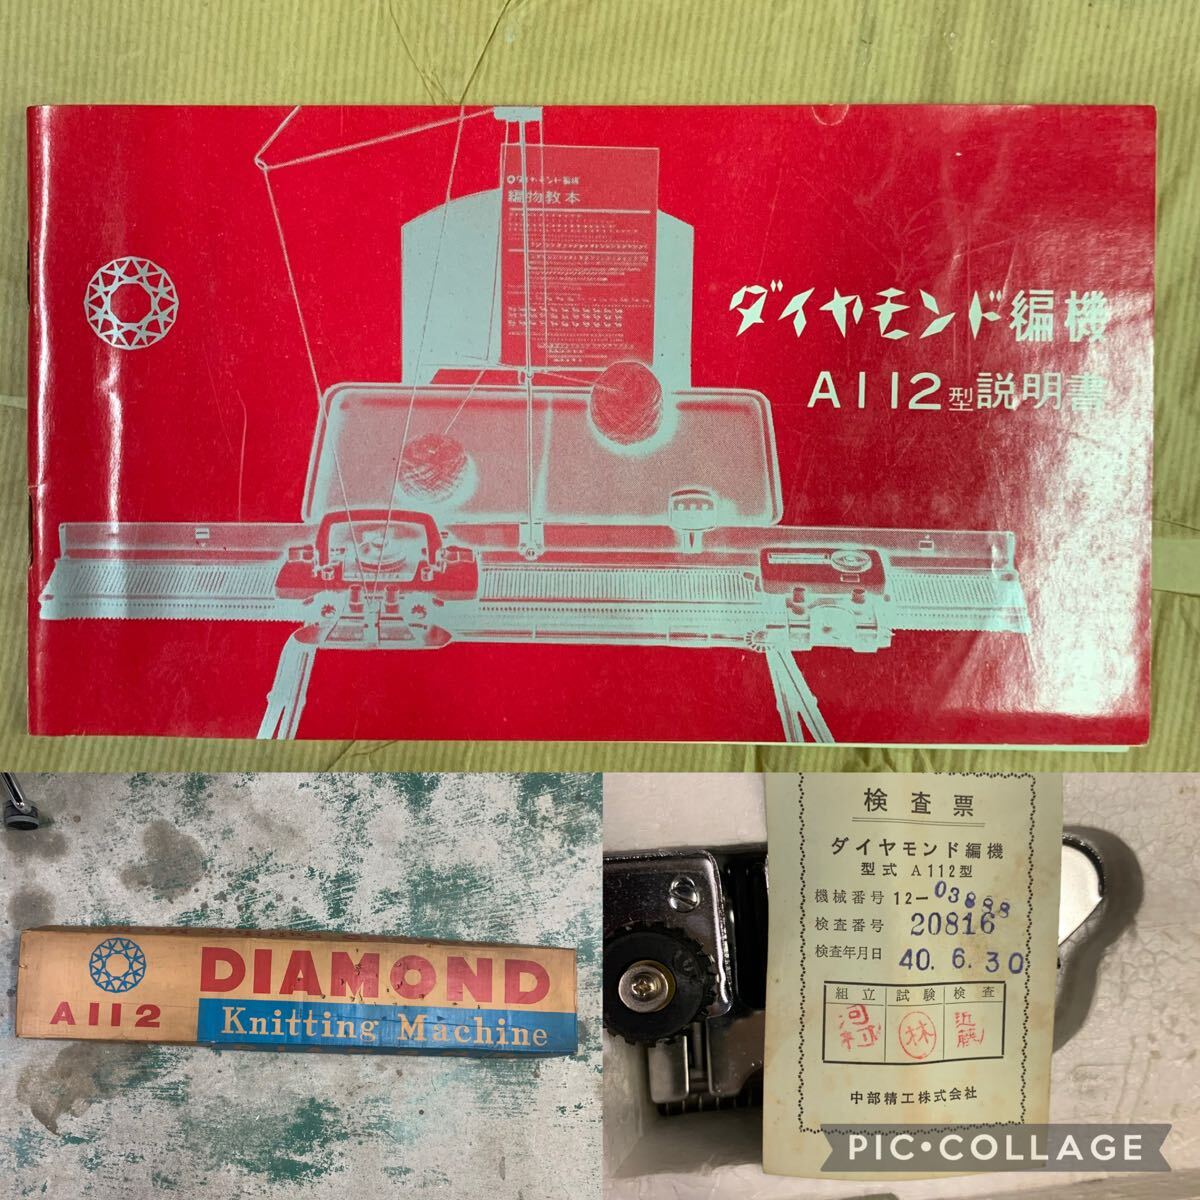 ダイヤモンド編機
編物教本
ダイヤモンド編機
A112型説明書
A112
DIAMOND
Knitting Machine
検査票
ダイヤモンド編機
型式 A112型
機械番号 12-03888
検査番号 20816
検査年月日 40.6.30
組立 試験 検査
河村 林 近藤
中部精工株式会社
PIC•COLLAGE